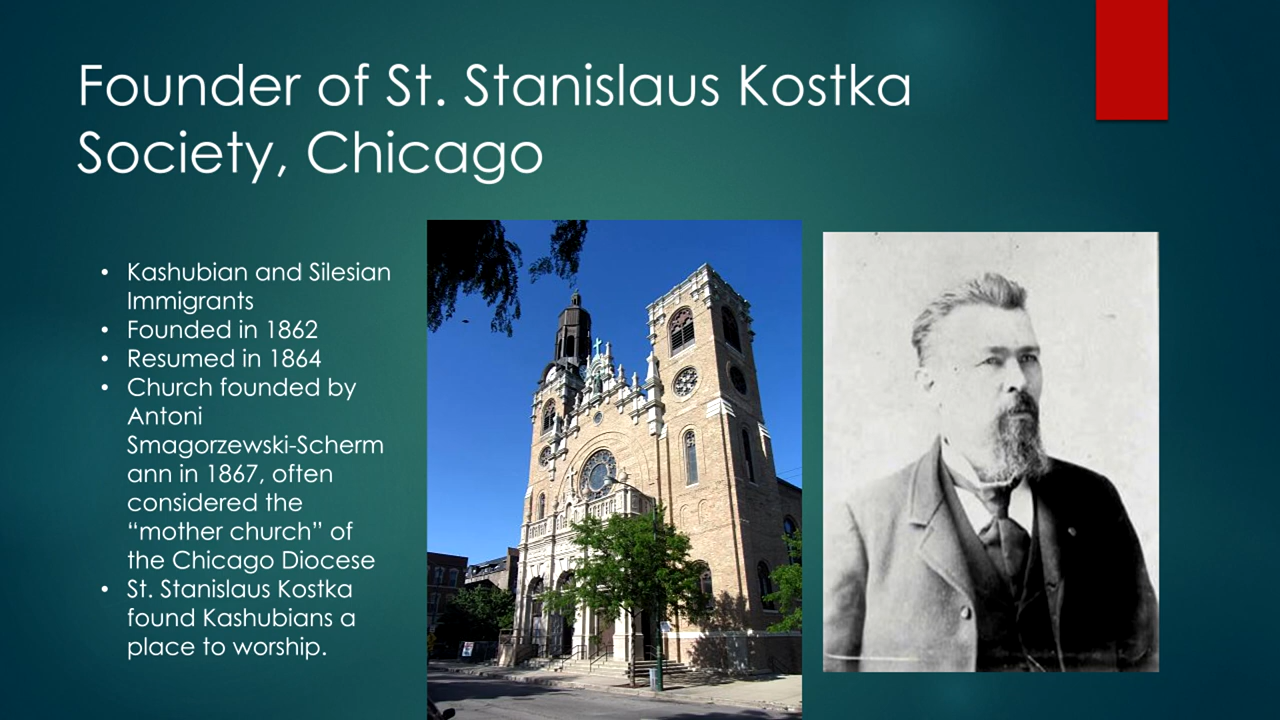 Founder of St. Stanislaus Kostka
Society, Chicago
• Kashubian and Silesian
Immigrants
• Founded in 1862
• Resumed in 1864
• Church founded by
Antoni
Smagorzewski-Scherm
ann in 1867, often
considered the
“mother church” of
the Chicago Diocese
• St. Stanislaus Kostka
found Kashubians a
place to worship.